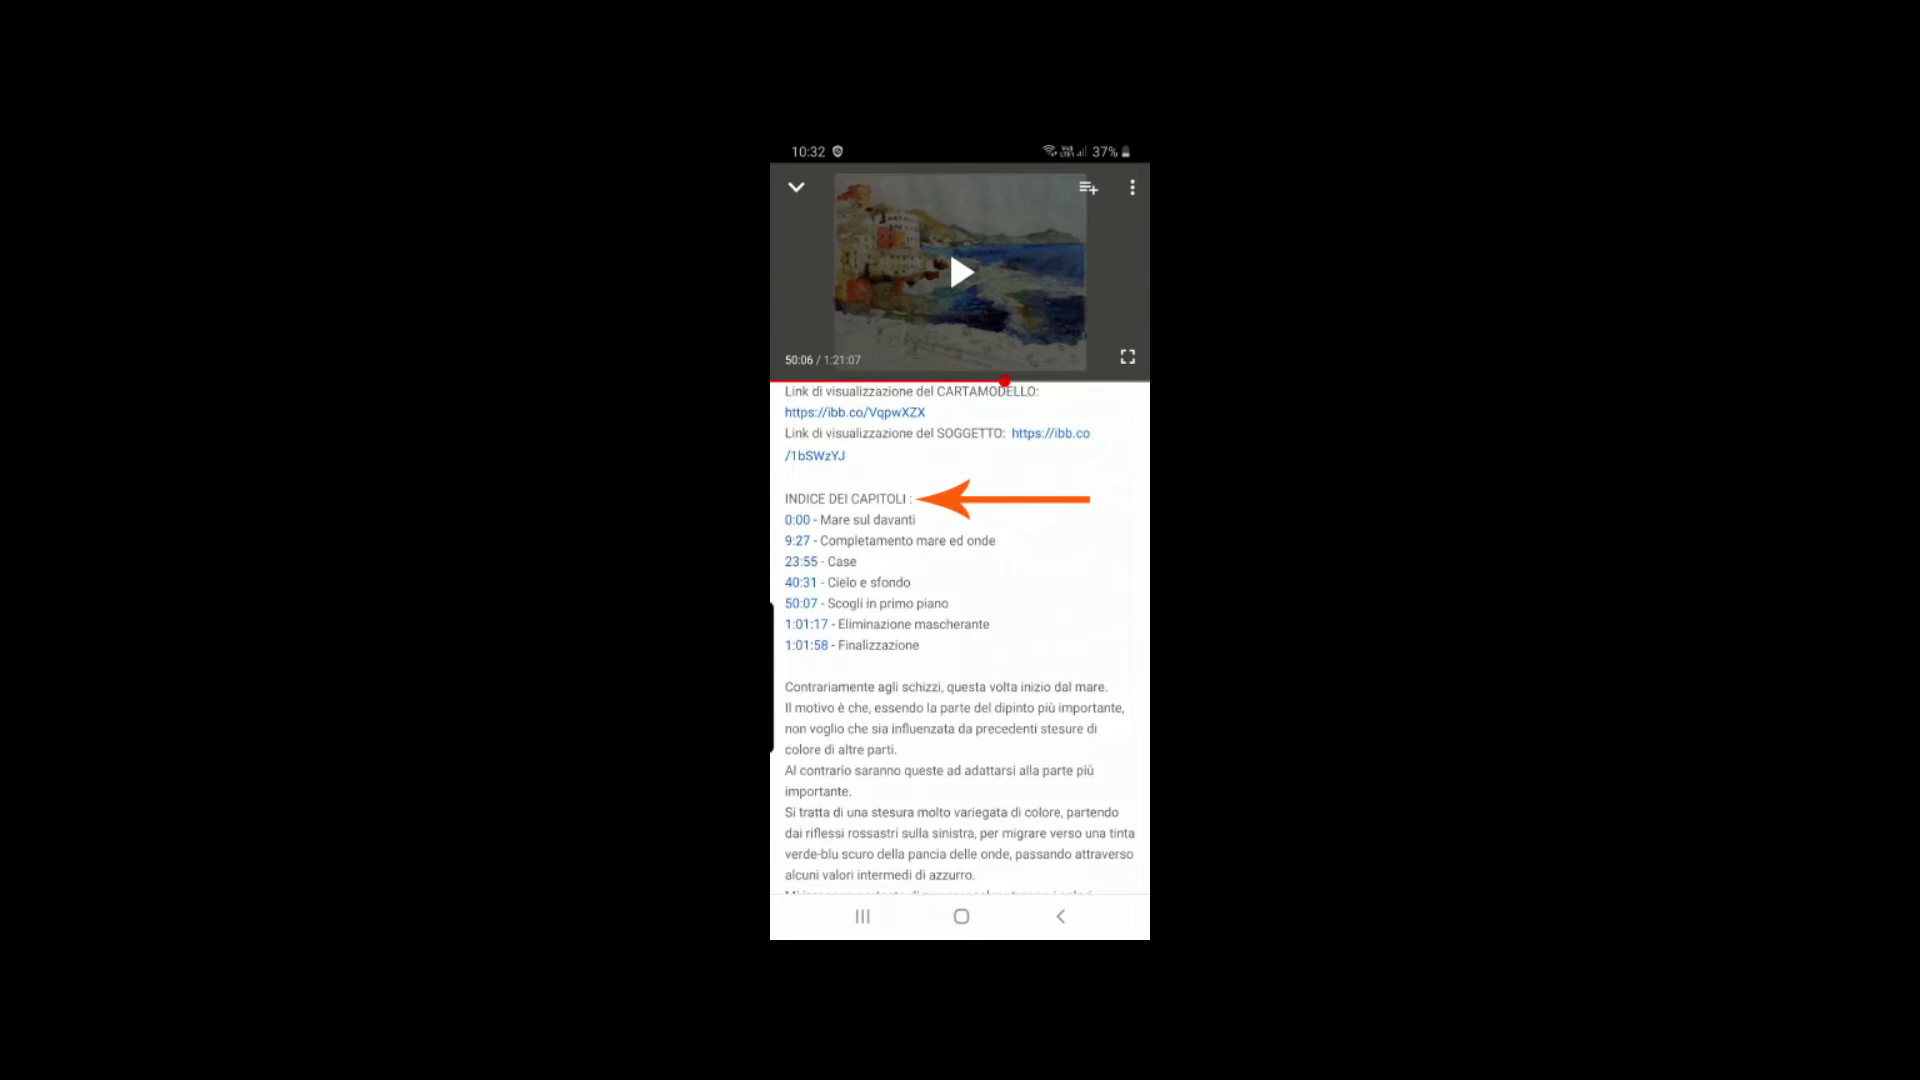 10:32
37%
50:06 / 1:21:07
Link di visualizzazione del CARTAMODELLO:
https://ibb.co/VqpwXZX
Link di visualizzazione del SOGGETTO: https://ibb.co
/1bSWzYJ
INDICE DEI CAPITOLI :
0:00 - Mare sul davanti
9:27 - Completamento mare ed onde
23:55 - Case
40:31 - Cielo e sfondo
50:07 - Scogli in primo piano
1:01:17 - Eliminazione mascherante
1:01:58 - Finalizzazione
Contrariamente agli schizzi, questa volta inizio dal mare.
Il motivo è che, essendo la parte del dipinto più importante,
non voglio che sia influenzata da precedenti stesure di
colore di altre parti.
Al contrario saranno queste ad adattarsi alla parte più
importante.
Si tratta di una stesura molto variegata di colore, partendo
dai riflessi rossastri sulla sinistra, per migrare verso una tinta
verde-blu scuro della pancia delle onde, passando attraverso
alcuni valori intermedi di azzurro.